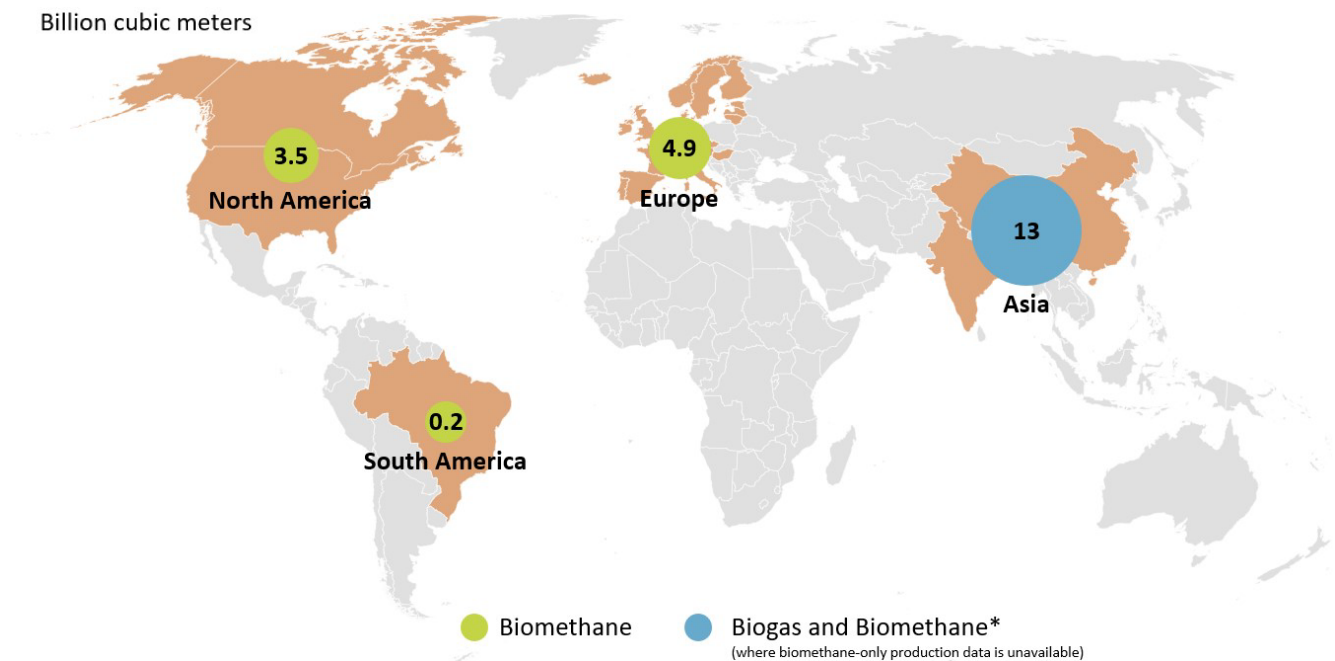 Billion cubic meters
3.5
North America
4.9
Europe
13
Asia
0.2
South America
Biomethane
Biogas and Biomethane*
(where biomethane-only production data is unavailable)